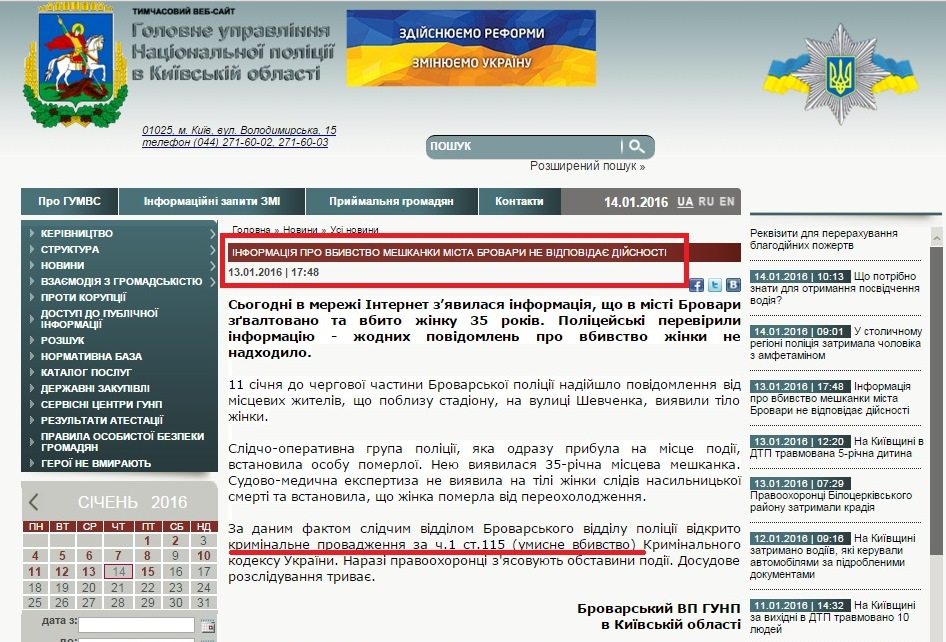 ТИМЧАСОВИЙ ВЕБ-САЙТ
Головне управління
Національної поліції
в Київській області
ЗДІЙСНЮЄМО РЕФОРМИ
ЗМІНЮЄМО УКРАЇНУ
01025, м. Київ, вул. Володимирська, 15
телефон (044) 271-60-02, 271-60-03
ПОШУК
Розширений пошук »
Про ГУМВС
Інформаційні запити ЗМІ
Приймальня громадян
Контакти
14.01.2016 UA RU EN
КЕРІВНИЦТВО
СТРУКТУРА
НОВИНИ
ВЗАЄМОДІЯ З ГРОМАДСЬКІСТЮ
ПРОТИ КОРУПЦІЇ
ДОСТУП ДО ПУБЛІЧНОЇ
ІНФОРМАЦІЇ
РОЗШУК
НОРМАТИВНА БАЗА
КАТАЛОГ ПОСЛУГ
ДЕРЖАВНІ ЗАКУПІВЛІ
СЕРВІСНІ ЦЕНТРИ ГУНП
РЕЗУЛЬТАТИ АТЕСТАЦІЇ
ПРАВИЛА ОСОБИСТОЇ БЕЗПЕКИ
ГРОМАДЯН
ГЕРОЇ НЕ ВМИРАЮТЬ
СІЧЕНЬ 2016
ПН ВТ СР ЧТ ПТ СБ НД
1 2 3
4 5 6 7 8 9 10
11 12 13 14 15 16 17
18 19 20 21 22 23 24
25 26 27 28 29 30 31
дата з:
по:
Головна » Новини » Усі новини
ІНФОРМАЦІЯ ПРО ВБИВСТВО МЕШКАНКИ МІСТА БРОВАРИ НЕ ВІДПОВІДАЄ ДІЙСНОСТІ
13.01.2016 | 17:48
Сьогодні в мережі Інтернет з’явилася інформація, що в місті Бровари
зґвалтовано та вбито жінку 35 років. Поліцейські перевірили
інформацію - жодних повідомлень про вбивство жінки не
надходило.
11 січня до чергової частини Броварської поліції надійшло повідомлення від
місцевих жителів, що поблизу стадіону, на вулиці Шевченка, виявили тіло
жінки.
Слідчо-оперативна група поліції, яка одразу прибула на місце події,
встановила особу померлої. Нею виявилася 35-річна місцева мешканка.
Судово-медична експертиза не виявила на тілі жінки слідів насильницької
смерті та встановила, що жінка померла від переохолодження.
За даним фактом слідчим відділом Броварського відділу поліції відкрито
кримінальне провадження за ч.1 ст.115 (умисне вбивство) Кримінального
кодексу України. Наразі правоохоронці з'ясовують обставини події. Досудове
розслідування триває.
Броварський ВП ГУНП
в Київській області
Реквізити для перерахування
благодійних пожертв
14.01.2016 | 10:13 Що потрібно
знати для отримання посвідчення
водія?
14.01.2016 | 09:01 У столичному
регіоні поліція затримала чоловіка
з амфетаміном
13.01.2016 | 17:48 Інформація
про вбивство мешканки міста
Бровари не відповідає дійсності
13.01.2016 | 12:20 На Київщині в
ДТП травмована 5-річна дитина
13.01.2016 | 07:29
Правоохоронці Білоцерківського
району затримали крадія
12.01.2016 | 09:16 На Київщині
затримано водіїв, які керували
автомобілями за підробленими
документами
11.01.2016 | 14:32 На Київщині
за вихідні в ДТП травмовано 10
людей